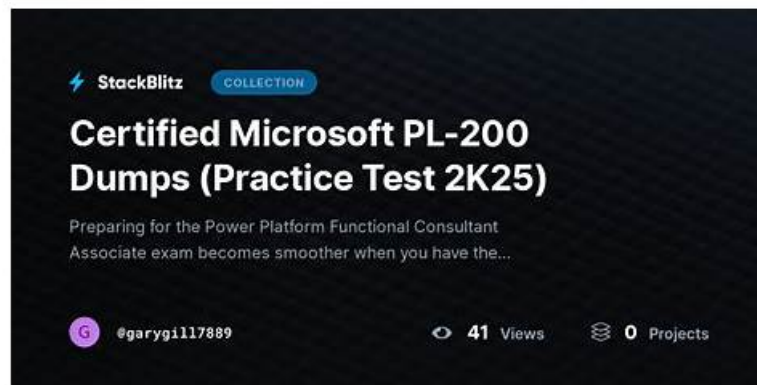 StackBlitz COLLECTION
Certified Microsoft PL-200
Dumps (Practice Test 2K25)
Preparing for the Power Platform Functional Consultant
Associate exam becomes smoother when you have the...
G @garygill7889 41 Views 0 Projects